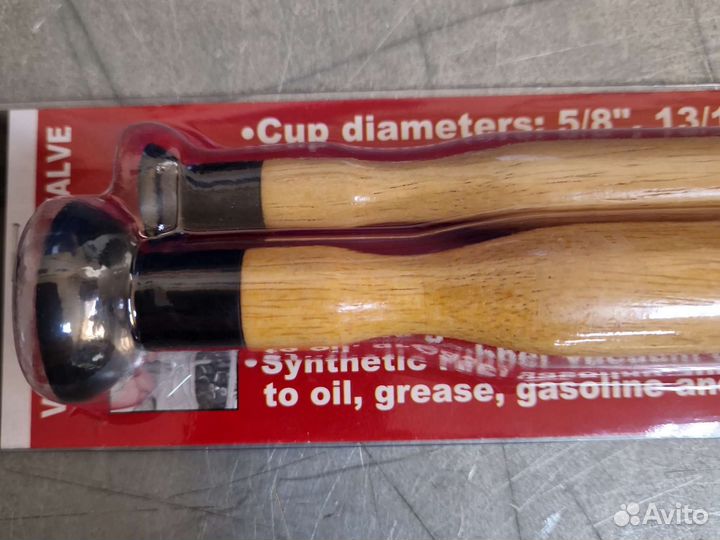 ALVE
•Cup diameters: 5/8", 13/1
•Synthetic
to oil, grease, gasoline an
Avito